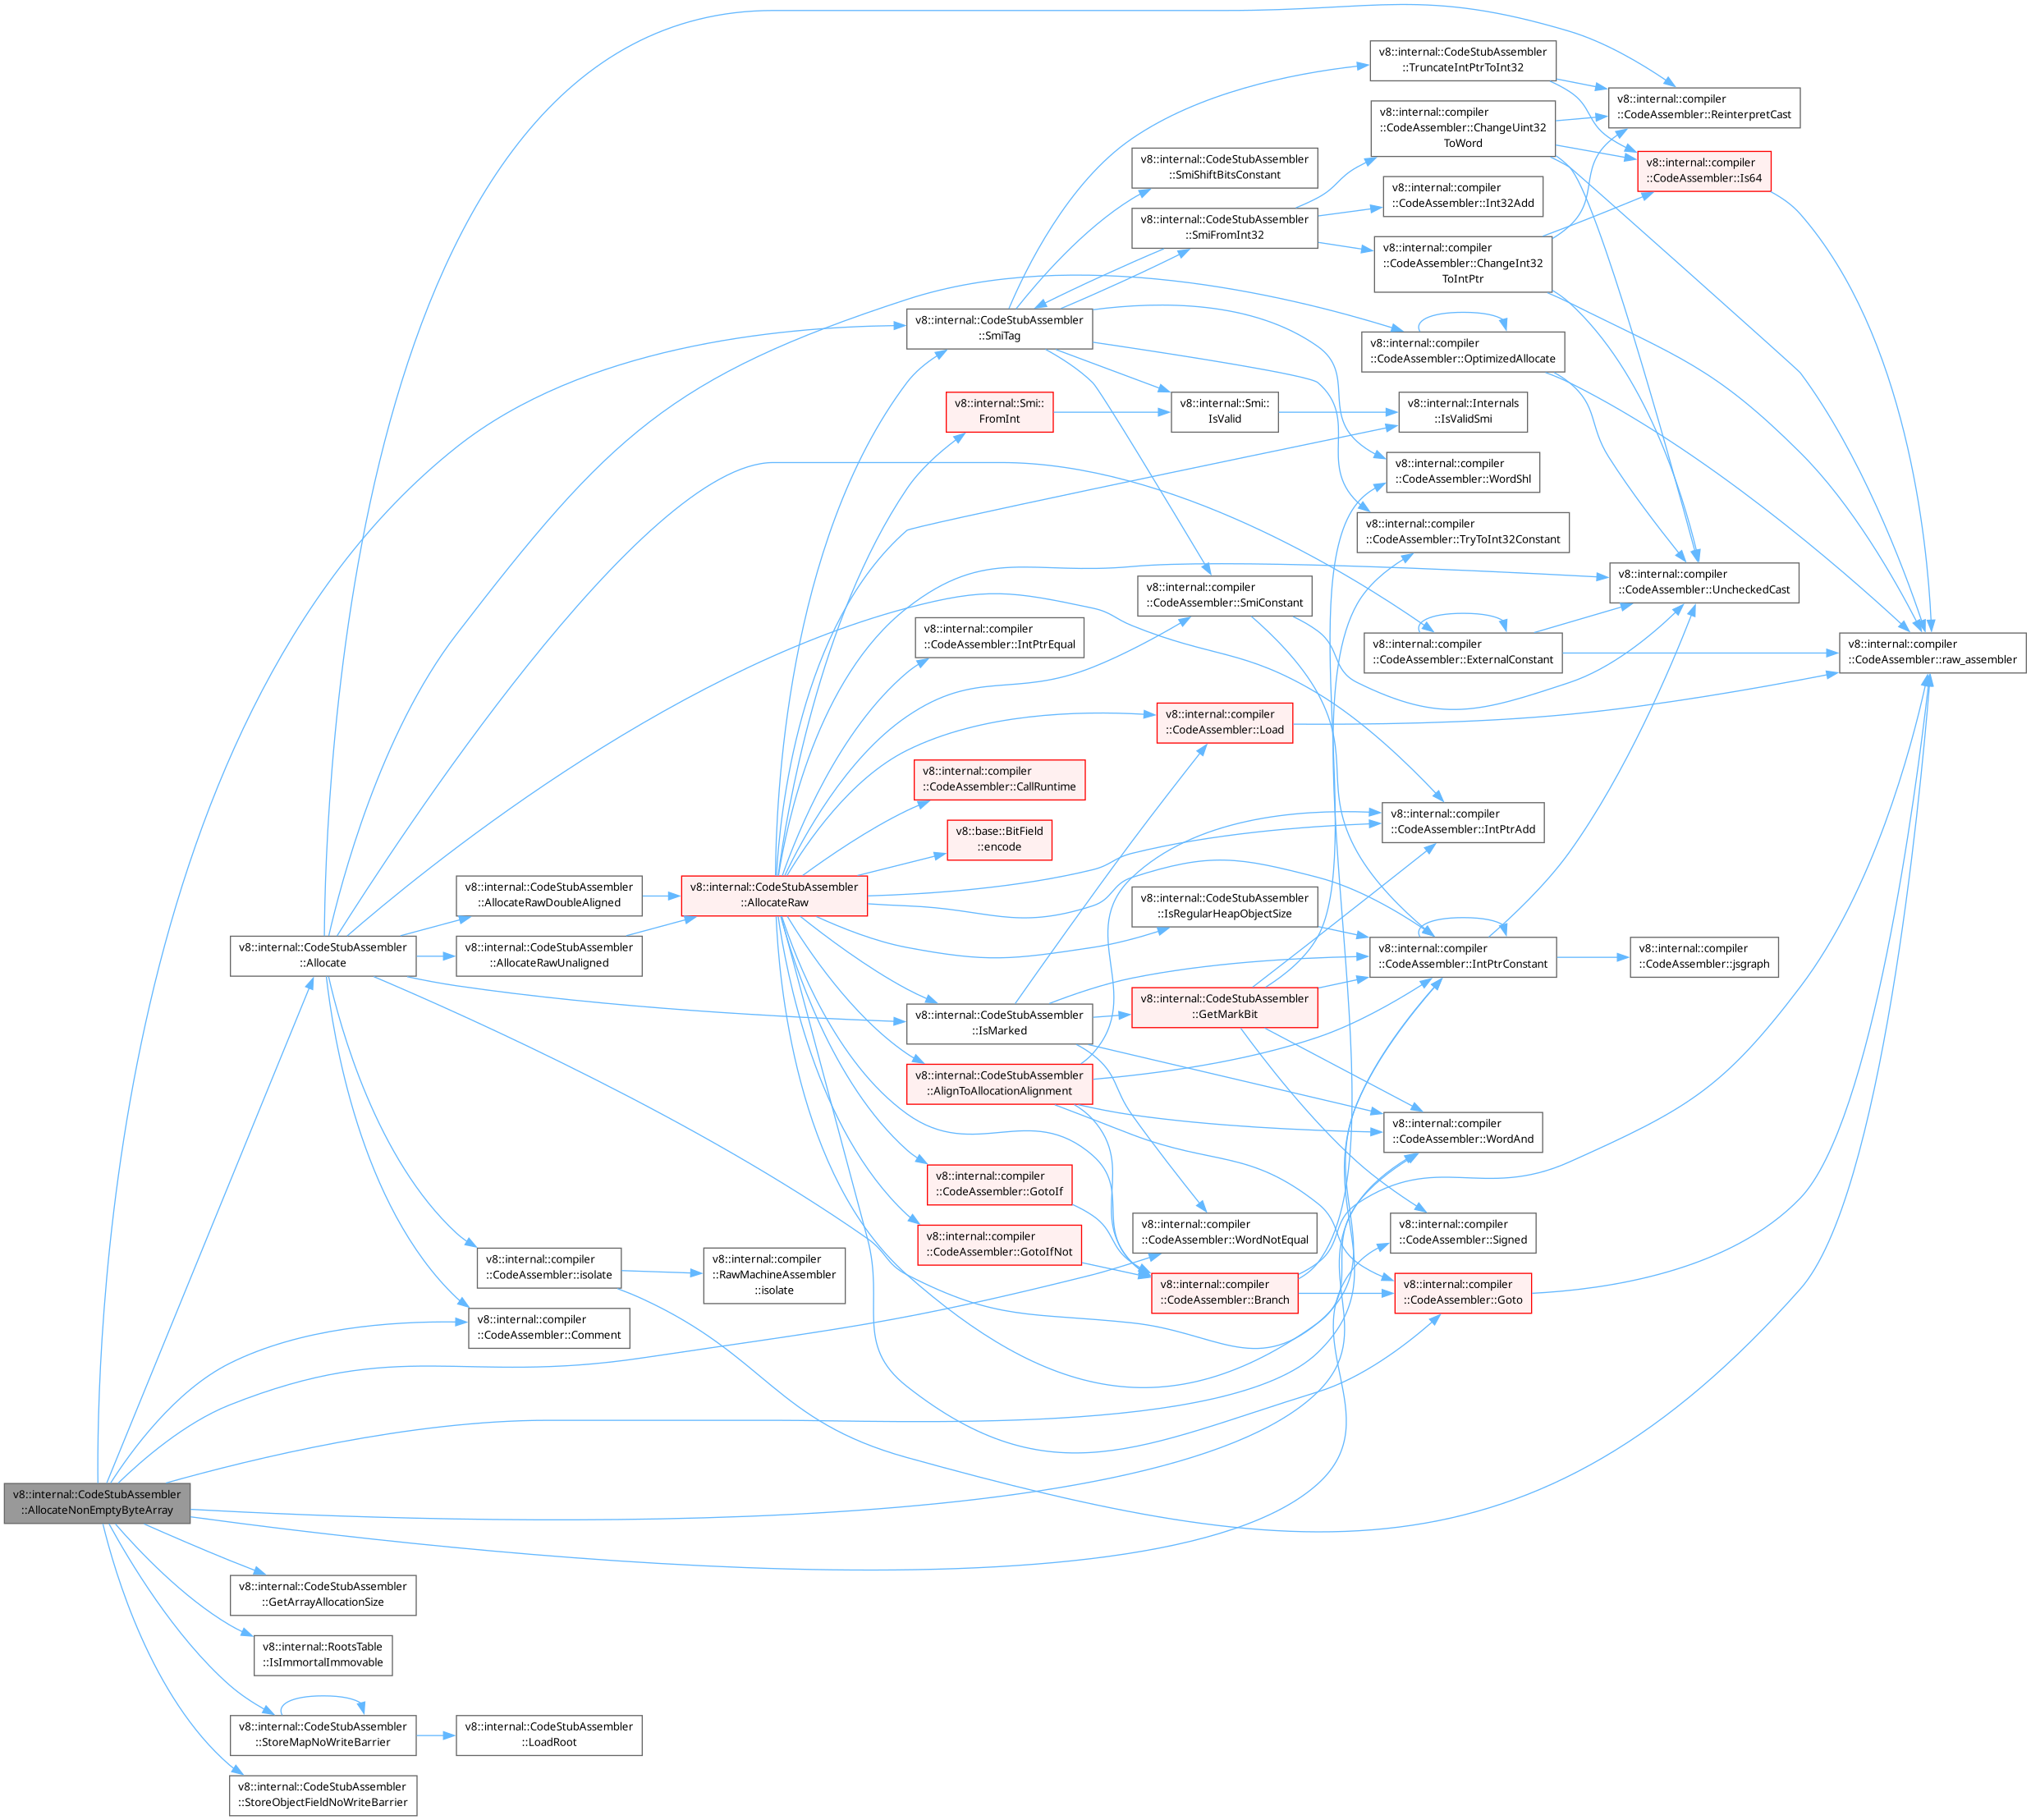 v8::internal::CodeStubAssembler
::TruncateIntPtrToInt32
v8::internal::compiler
::CodeAssembler::ReinterpretCast
v8::internal::compiler
::CodeAssembler::ChangeUint32
ToWord
v8::internal::CodeStubAssembler
::SmiShiftBitsConstant
v8::internal::compiler
::CodeAssembler::Is64
v8::internal::compiler
::CodeAssembler::Int32Add
v8::internal::CodeStubAssembler
::SmiFromInt32
v8::internal::compiler
::CodeAssembler::ChangeInt32
ToIntPtr
v8::internal::CodeStubAssembler
::SmiTag
v8::internal::compiler
::CodeAssembler::OptimizedAllocate
v8::internal::Smi::
FromInt
v8::internal::Smi::
IsValid
v8::internal::Internals
::IsValidSmi
v8::internal::compiler
::CodeAssembler::WordShl
v8::internal::compiler
::CodeAssembler::TryToInt32Constant
v8::internal::compiler
::CodeAssembler::SmiConstant
v8::internal::compiler
::CodeAssembler::UncheckedCast
v8::internal::compiler
::CodeAssembler::IntPtrEqual
v8::internal::compiler
::CodeAssembler::ExternalConstant
v8::internal::compiler
::CodeAssembler::raw_assembler
v8::internal::compiler
::CodeAssembler::Load
v8::internal::compiler
::CodeAssembler::CallRuntime
v8::internal::compiler
::CodeAssembler::IntPtrAdd
v8::base::BitField
::encode
v8::internal::CodeStubAssembler
::AllocateRawDoubleAligned
v8::internal::CodeStubAssembler
::AllocateRaw
v8::internal::CodeStubAssembler
::IsRegularHeapObjectSize
v8::internal::CodeStubAssembler
::Allocate
v8::internal::CodeStubAssembler
::AllocateRawUnaligned
v8::internal::compiler
::CodeAssembler::IntPtrConstant
v8::internal::compiler
::CodeAssembler::jsgraph
v8::internal::CodeStubAssembler
::IsMarked
v8::internal::CodeStubAssembler
::GetMarkBit
v8::internal::CodeStubAssembler
::AlignToAllocationAlignment
v8::internal::compiler
::CodeAssembler::WordAnd
v8::internal::compiler
::CodeAssembler::GotoIf
v8::internal::compiler
::CodeAssembler::WordNotEqual
v8::internal::compiler
::CodeAssembler::Signed
v8::internal::compiler
::CodeAssembler::GotoIfNot
v8::internal::compiler
::CodeAssembler::isolate
v8::internal::compiler
::RawMachineAssembler
::isolate
v8::internal::compiler
::CodeAssembler::Branch
v8::internal::compiler
::CodeAssembler::Goto
v8::internal::compiler
::CodeAssembler::Comment
v8::internal::CodeStubAssembler
::AllocateNonEmptyByteArray
v8::internal::CodeStubAssembler
::GetArrayAllocationSize
v8::internal::RootsTable
::IsImmortalImmovable
v8::internal::CodeStubAssembler
::StoreMapNoWriteBarrier
v8::internal::CodeStubAssembler
::LoadRoot
v8::internal::CodeStubAssembler
::StoreObjectFieldNoWriteBarrier